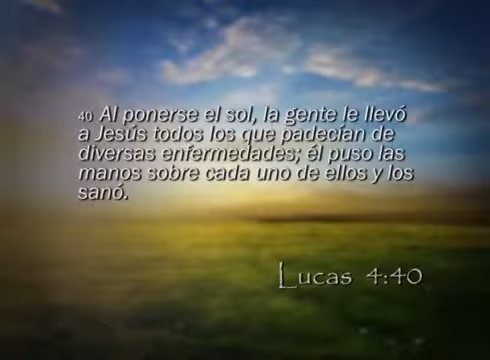 40 Al ponerse el sol, la gente le llevó
a Jesús todos los que padecían de
diversas enfermedades; él puso las
manos sobre cada uno de ellos y los
sanó.
Lucas 4:40